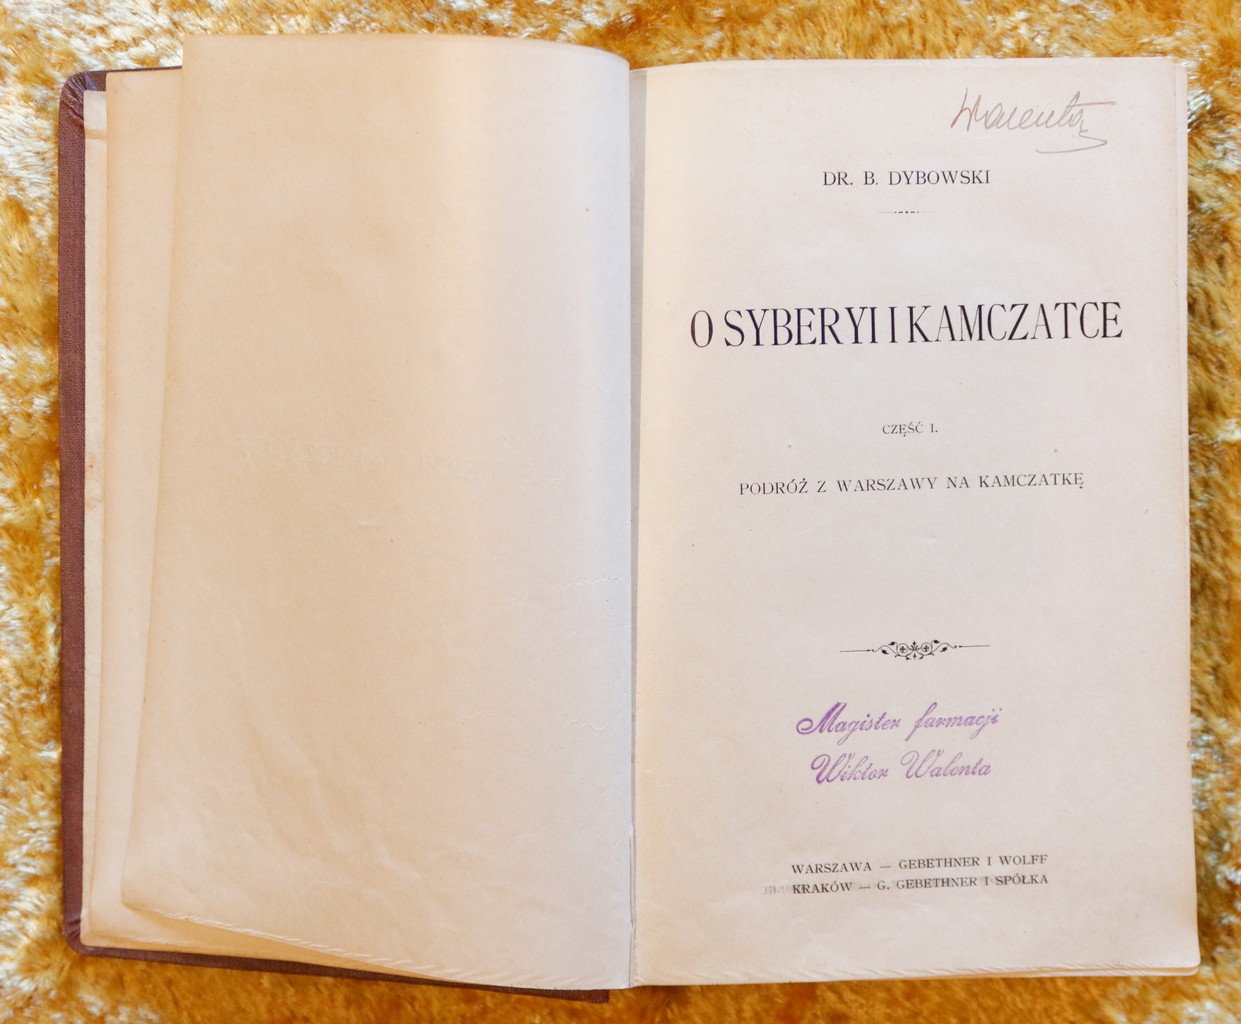 Walenta
DR. B. DYBOWSKI
O SYBERYI I KAMCZATCE
CZĘŚĆ I.
PODRÓŻ Z WARSZAWY NA KAMCZATKĘ
Magister farmacji
Wiktor Walenta
WARSZAWA — GEBETHNER I WOLFF
KRAKÓW — G. GEBETHNER I SPÓŁKA